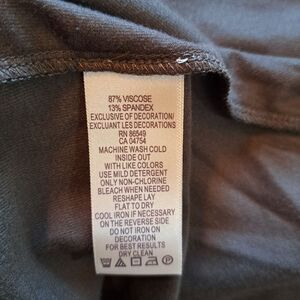 87% VISCOSE
13% SPANDEX
EXCLUSIVE OF DECORATION/
EXCLUANT LES DECORATIONS
RN 86549
CA 04754
MACHINE WASH COLD
INSIDE OUT
WITH LIKE COLORS
USE MILD DETERGENT
ONLY NON-CHLORINE
BLEACH WHEN NEEDED
RESHAPE LAY
FLAT TO DRY
COOL IRON IF NECESSARY
ON THE REVERSE SIDE
DO NOT IRON ON
DECORATION
FOR BEST RESULTS
DRY CLEAN